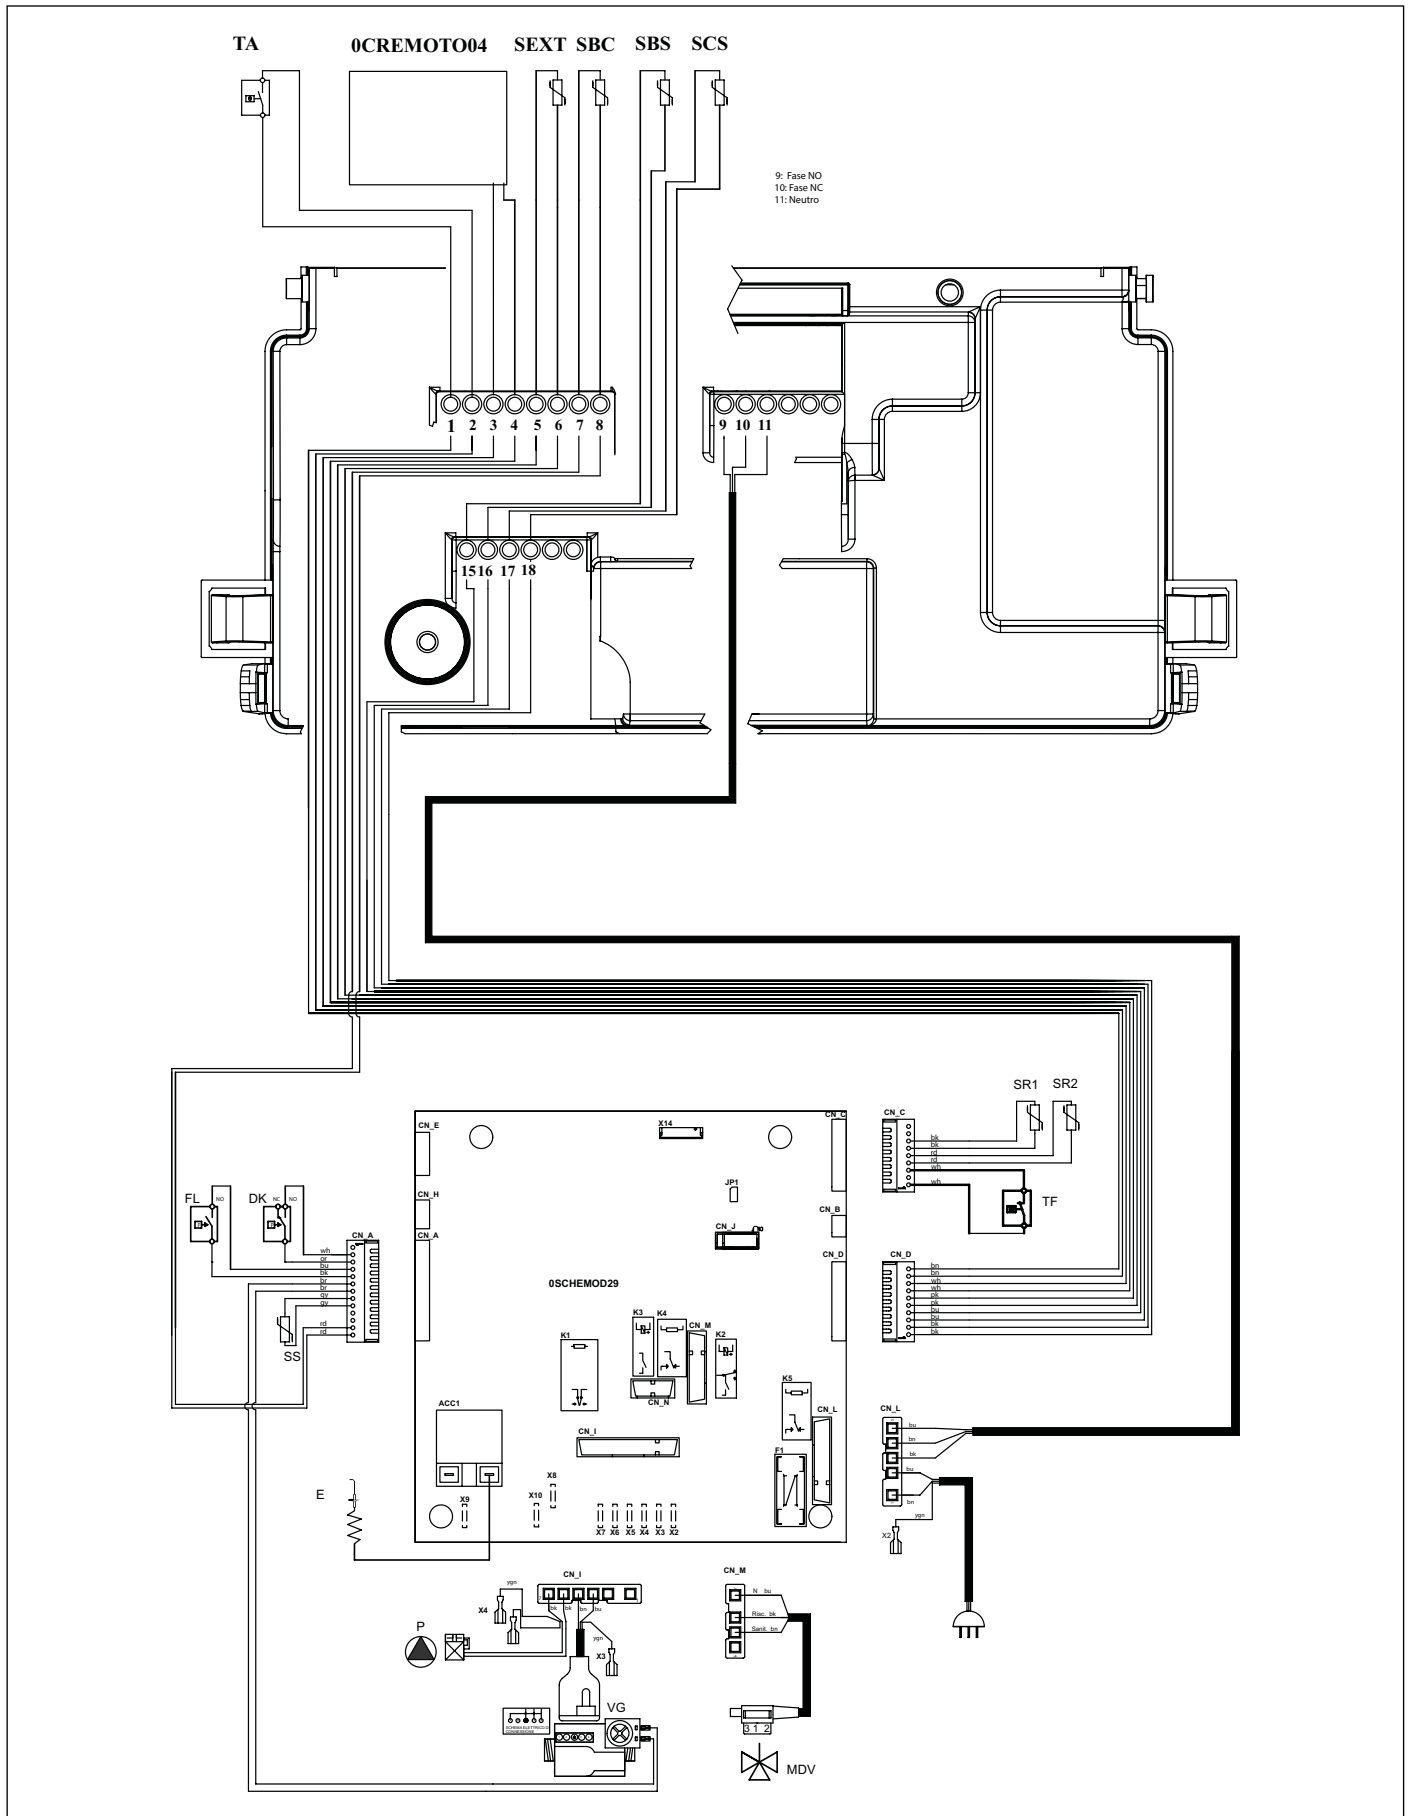 TA 0CREMOTO04 SEXT SBC SBS SCS
9: Fase NO
10: Fase NC
11: Neutro
1 2 3 4 5 6 7 8
9 10 11
15 16 17 18
SR1 SR2
CN_C
bk
bk
rd
rd
wh
wh
TF
CN_E
X14
CN_C
JP1
CN_H
CN_B
CN_J
CN_A
CN_D
0SCHEMOD29
K3 K4
CN_M
K1
K2
K5
CN_N
CN_L
ACC1
CN_I
F1
X8
X9
X10
X7 X6 X5 X4 X3 X2
FL NO
DK NC NO
CN_A
wh
or
bu
bk
br
br
gy
gy
rd
rd
SS
CN_D
bn
bn
wh
wh
pk
pk
bu
bu
bk
bk
CN_L
bu
bn
bk
bu
bn
ygn
X2
E
CN_I
ygn
bk bk bn bu
X4
ygn
X3
P
VG
SCHEMA ELETTRICO DI
CONNESSIONE
CN_M
N bu
Risc. bk
Sanit. bn
3 1 2
MDV